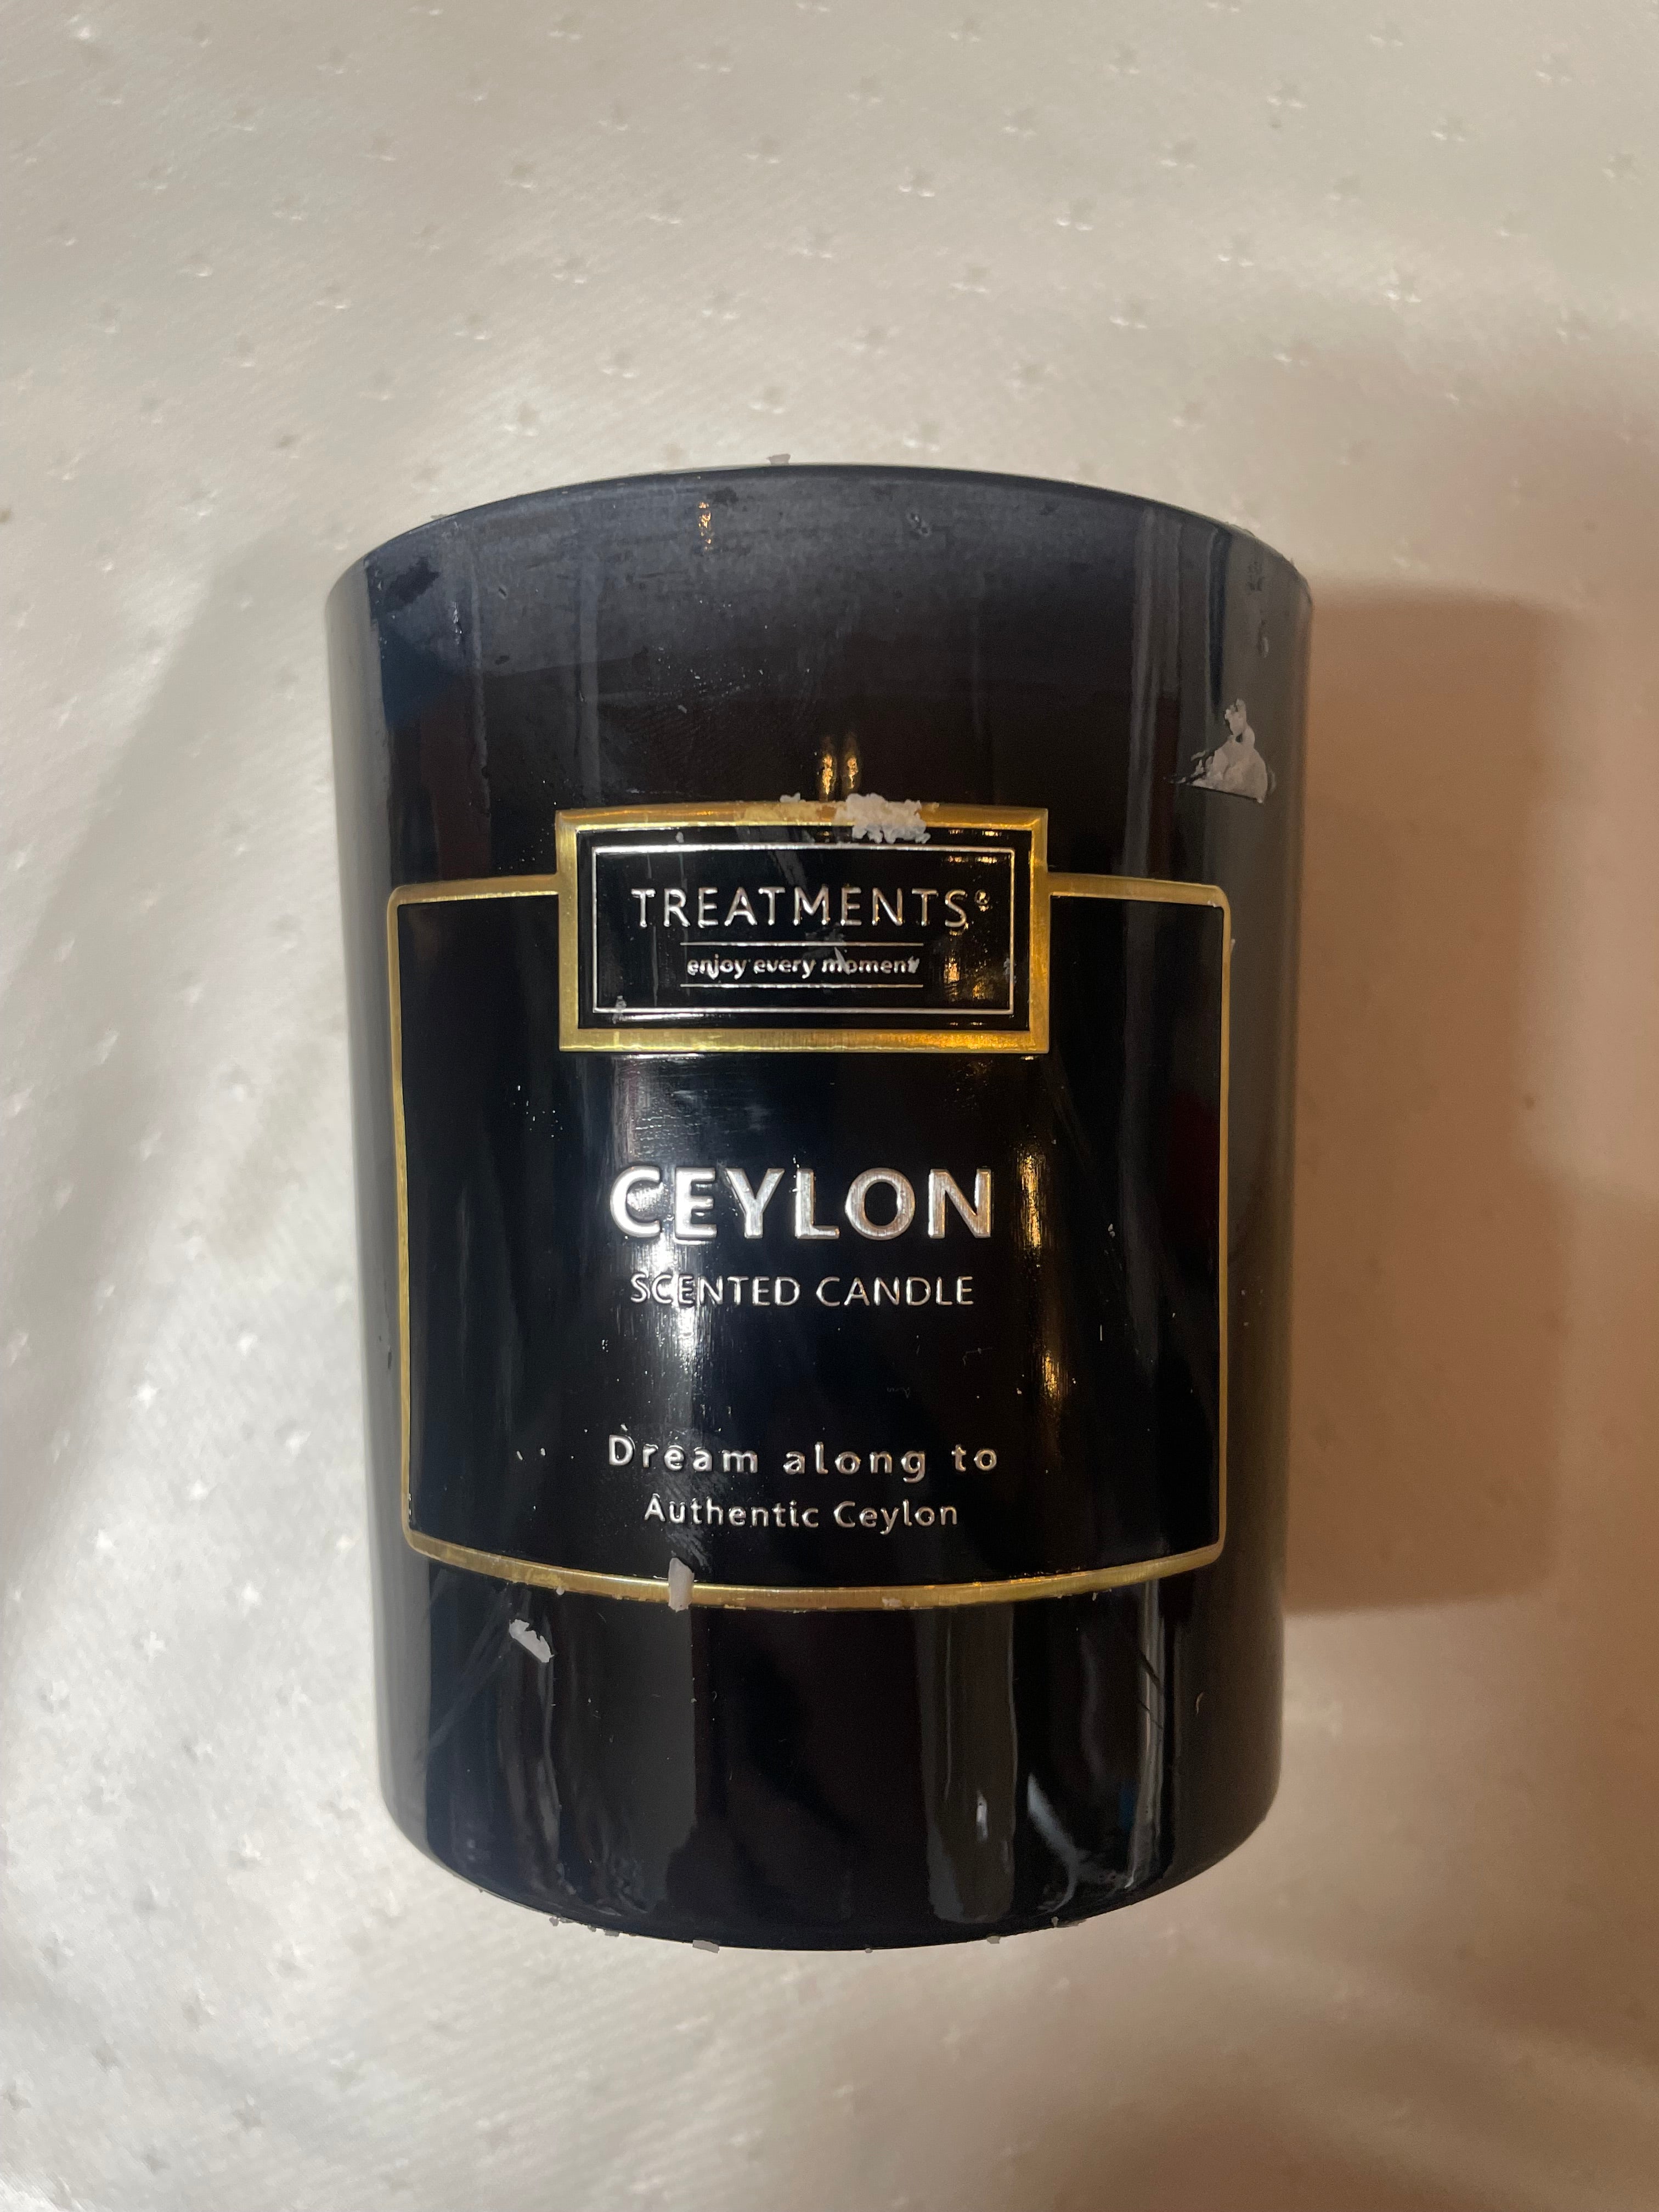 TREATMENTS®
enjoy every moment
CEYLON
SCENTED CANDLE
Dream along to
Authentic Ceylon